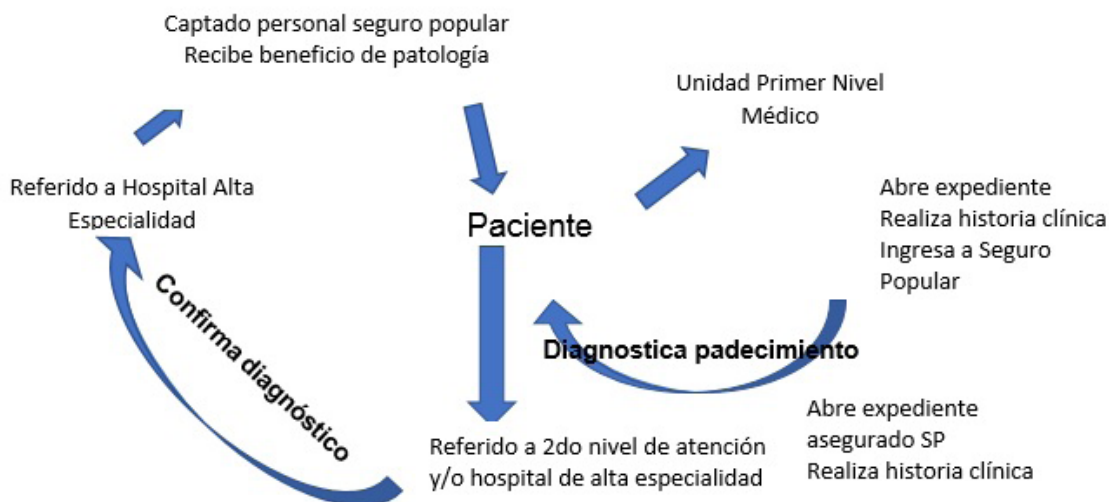 Captado personal seguro popular
Recibe beneficio de patología
Unidad Primer Nivel
Médico
Referido a Hospital Alta
Especialidad
Paciente
Abre expediente
Realiza historia clínica
Ingresa a Seguro
Popular
Confirma diagnóstico
Diagnostica padecimiento
Referido a 2do nivel de atención
y/o hospital de alta especialidad
Abre expediente
asegurado SP
Realiza historia clínica